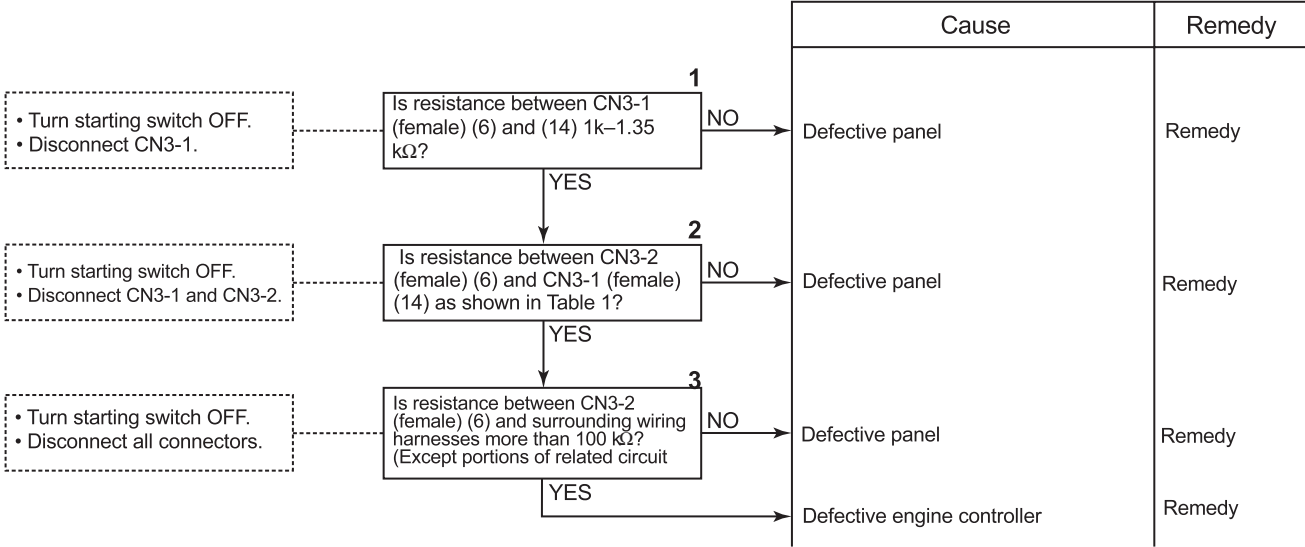 Cause
Remedy
1
• Turn starting switch OFF.
• Disconnect CN3-1.
Is resistance between CN3-1
(female) (6) and (14) 1k–1.35
kΩ?
NO
Defective panel
Remedy
YES
2
• Turn starting switch OFF.
• Disconnect CN3-1 and CN3-2.
Is resistance between CN3-2
(female) (6) and CN3-1 (female)
(14) as shown in Table 1?
NO
Defective panel
Remedy
YES
3
• Turn starting switch OFF.
• Disconnect all connectors.
Is resistance between CN3-2
(female) (6) and surrounding wiring
harnesses more than 100 kΩ?
(Except portions of related circuit
NO
Defective panel
Remedy
YES
Defective engine controller
Remedy